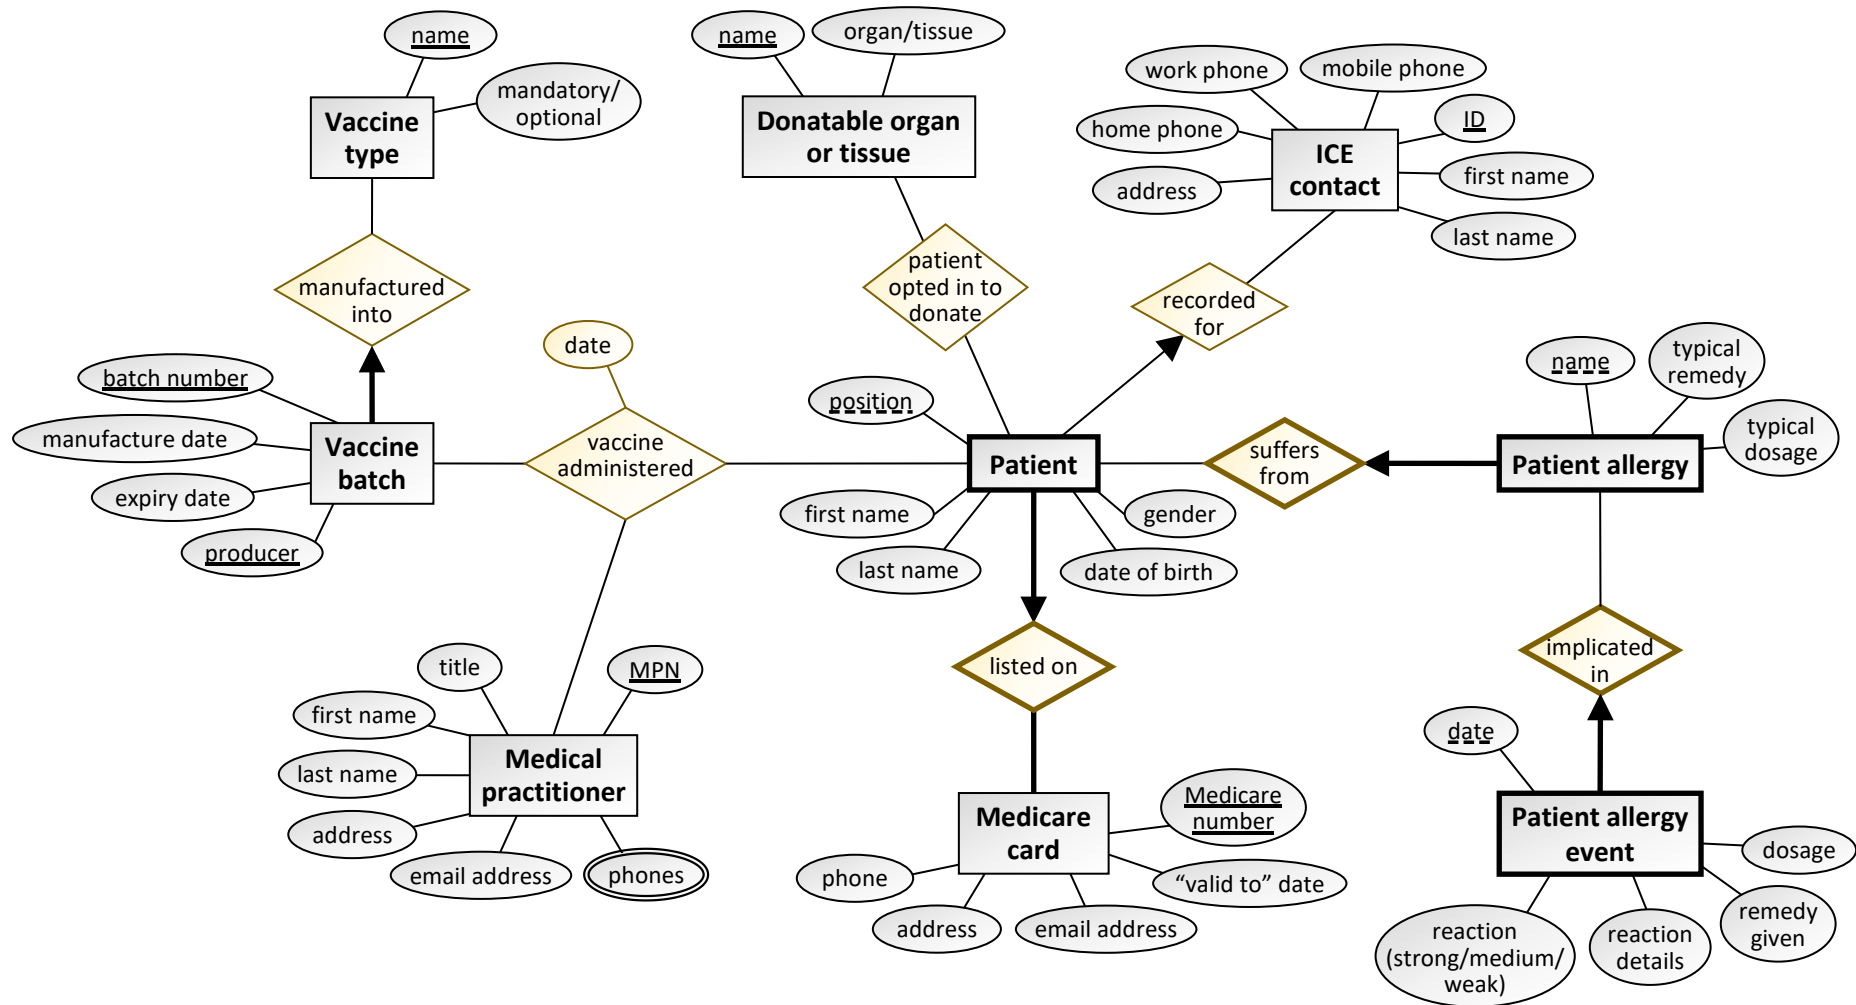 name
mandatory/
optional
Vaccine
type
name
organ/tissue
Donatable organ
or tissue
work phone
mobile phone
home phone
ID
ICE
contact
address
first name
last name
manufactured
into
patient
opted in to
donate
recorded
for
date
batch number
manufacture date
Vaccine
batch
expiry date
producer
vaccine
administered
position
Patient
first name
last name
gender
date of birth
suffers
from
name
typical
remedy
typical
dosage
Patient allergy
listed on
implicated
in
title
MPN
first name
last name
Medical
practitioner
address
email address
phones
Medicare
number
Medicare
card
phone
"valid to" date
address
email address
date
Patient allergy
event
dosage
remedy
given
reaction
details
reaction
(strong/medium/
weak)